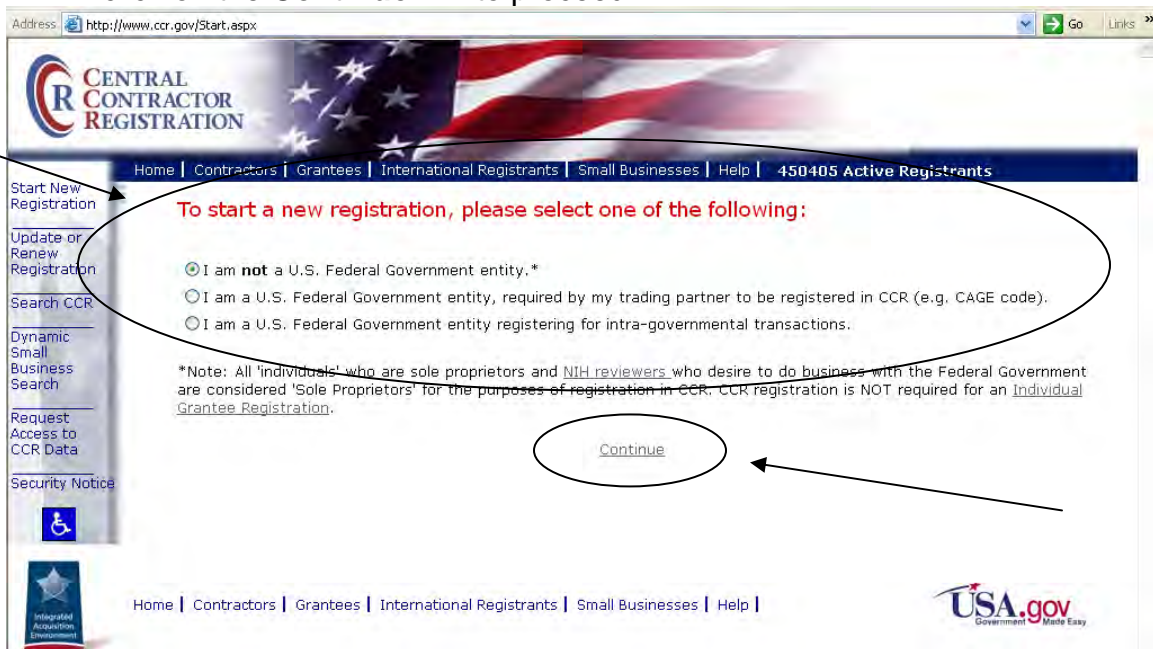 Address http://www.ccr.gov/Start.aspx Go Links »
CENTRAL
CONTRACTOR
REGISTRATION
CR
Home | Contractors | Grantees | International Registrants | Small Businesses | Help | 450405 Active Registrants
Start New
Registration
Update or
Renew
Registration
Search CCR
Dynamic
Small
Business
Search
Request
Access to
CCR Data
Security Notice
To start a new registration, please select one of the following:
I am not a U.S. Federal Government entity.*
I am a U.S. Federal Government entity, required by my trading partner to be registered in CCR (e.g. CAGE code).
I am a U.S. Federal Government entity registering for intra-governmental transactions.
*Note: All 'individuals' who are sole proprietors and NIH reviewers who desire to do business with the Federal Government
are considered 'Sole Proprietors' for the purposes of registration in CCR. CCR registration is NOT required for an Individual
Grantee Registration.
Continue
Integrated
Acquisition
Environment
Home | Contractors | Grantees | International Registrants | Small Businesses | Help |
USA.gov
Government Made Easy